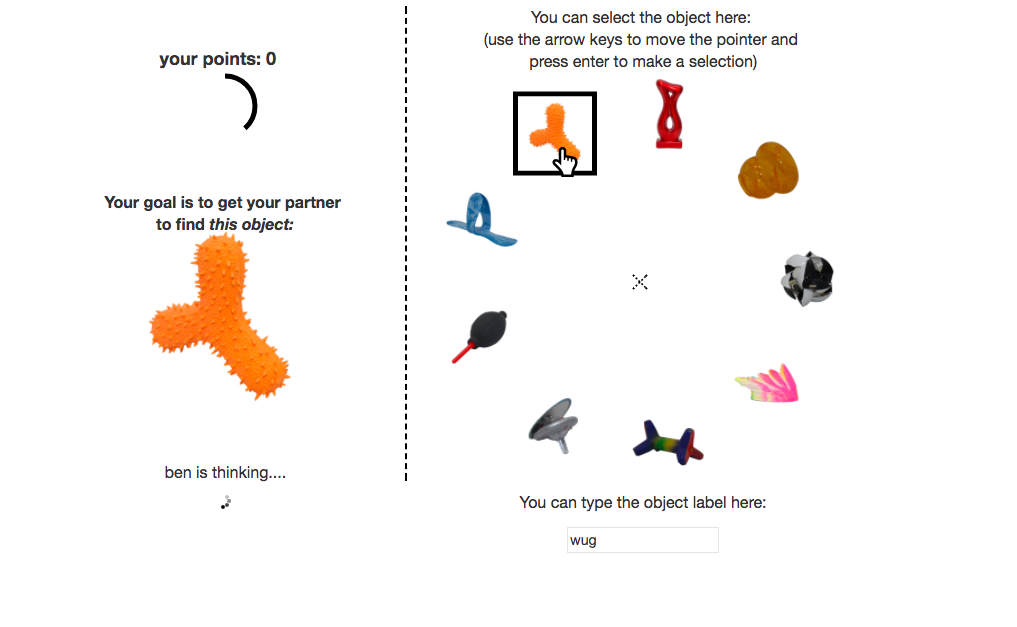 your points: 0
Your goal is to get your partner
to find this object:
ben is thinking....
You can select the object here:
(use the arrow keys to move the pointer and
press enter to make a selection)
You can type the object label here:
wug